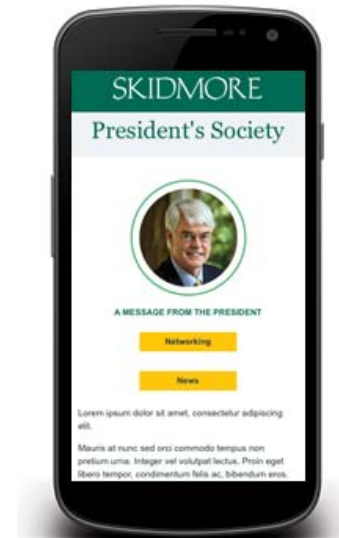 SKIDMORE
President's Society
A MESSAGE FROM THE PRESIDENT
Networking
News
Lorem ipsum dolor sit amet, consectetur adipiscing
elit.
Mauris at nunc sed orci commodo tempus non
pretium urna. Integer vel volutpat lectus. Proin eget
libero tempor, condimentum felis ac, bibendum eros.